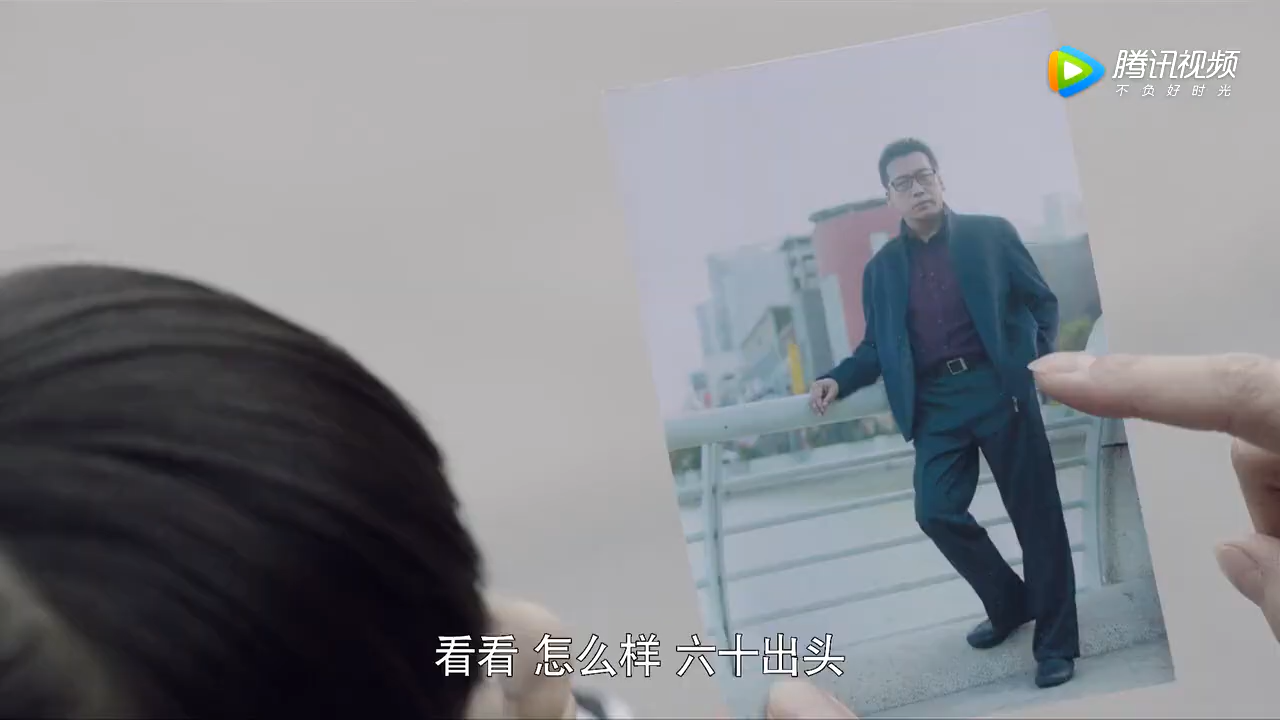 腾讯视频
不负好时光
看看 怎么样 六十出头